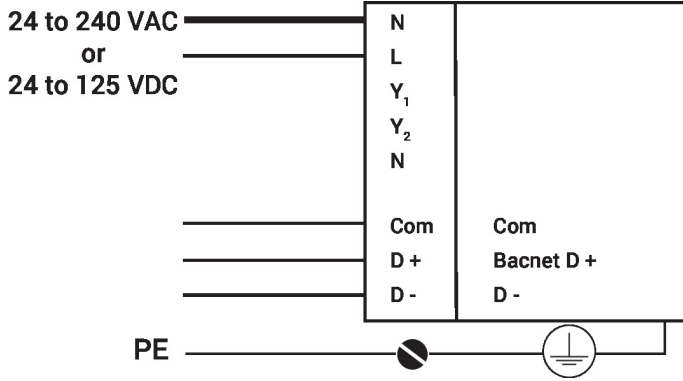 24 to 240 VAC
or
24 to 125 VDC
N
L
Y1
Y2
N
Com
D +
D -
Com
Bacnet D +
D -
PE